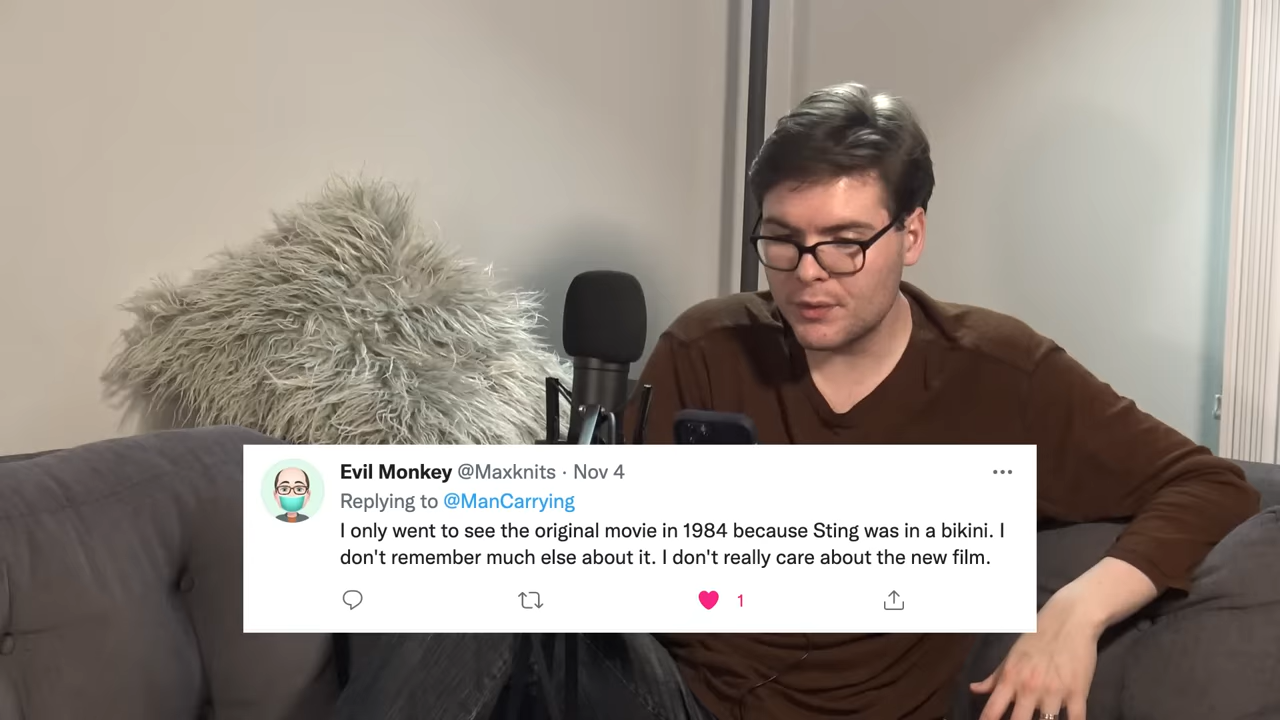 Evil Monkey @Maxknits · Nov 4
Replying to @ManCarrying
I only went to see the original movie in 1984 because Sting was in a bikini. I
don't remember much else about it. I don't really care about the new film.
1